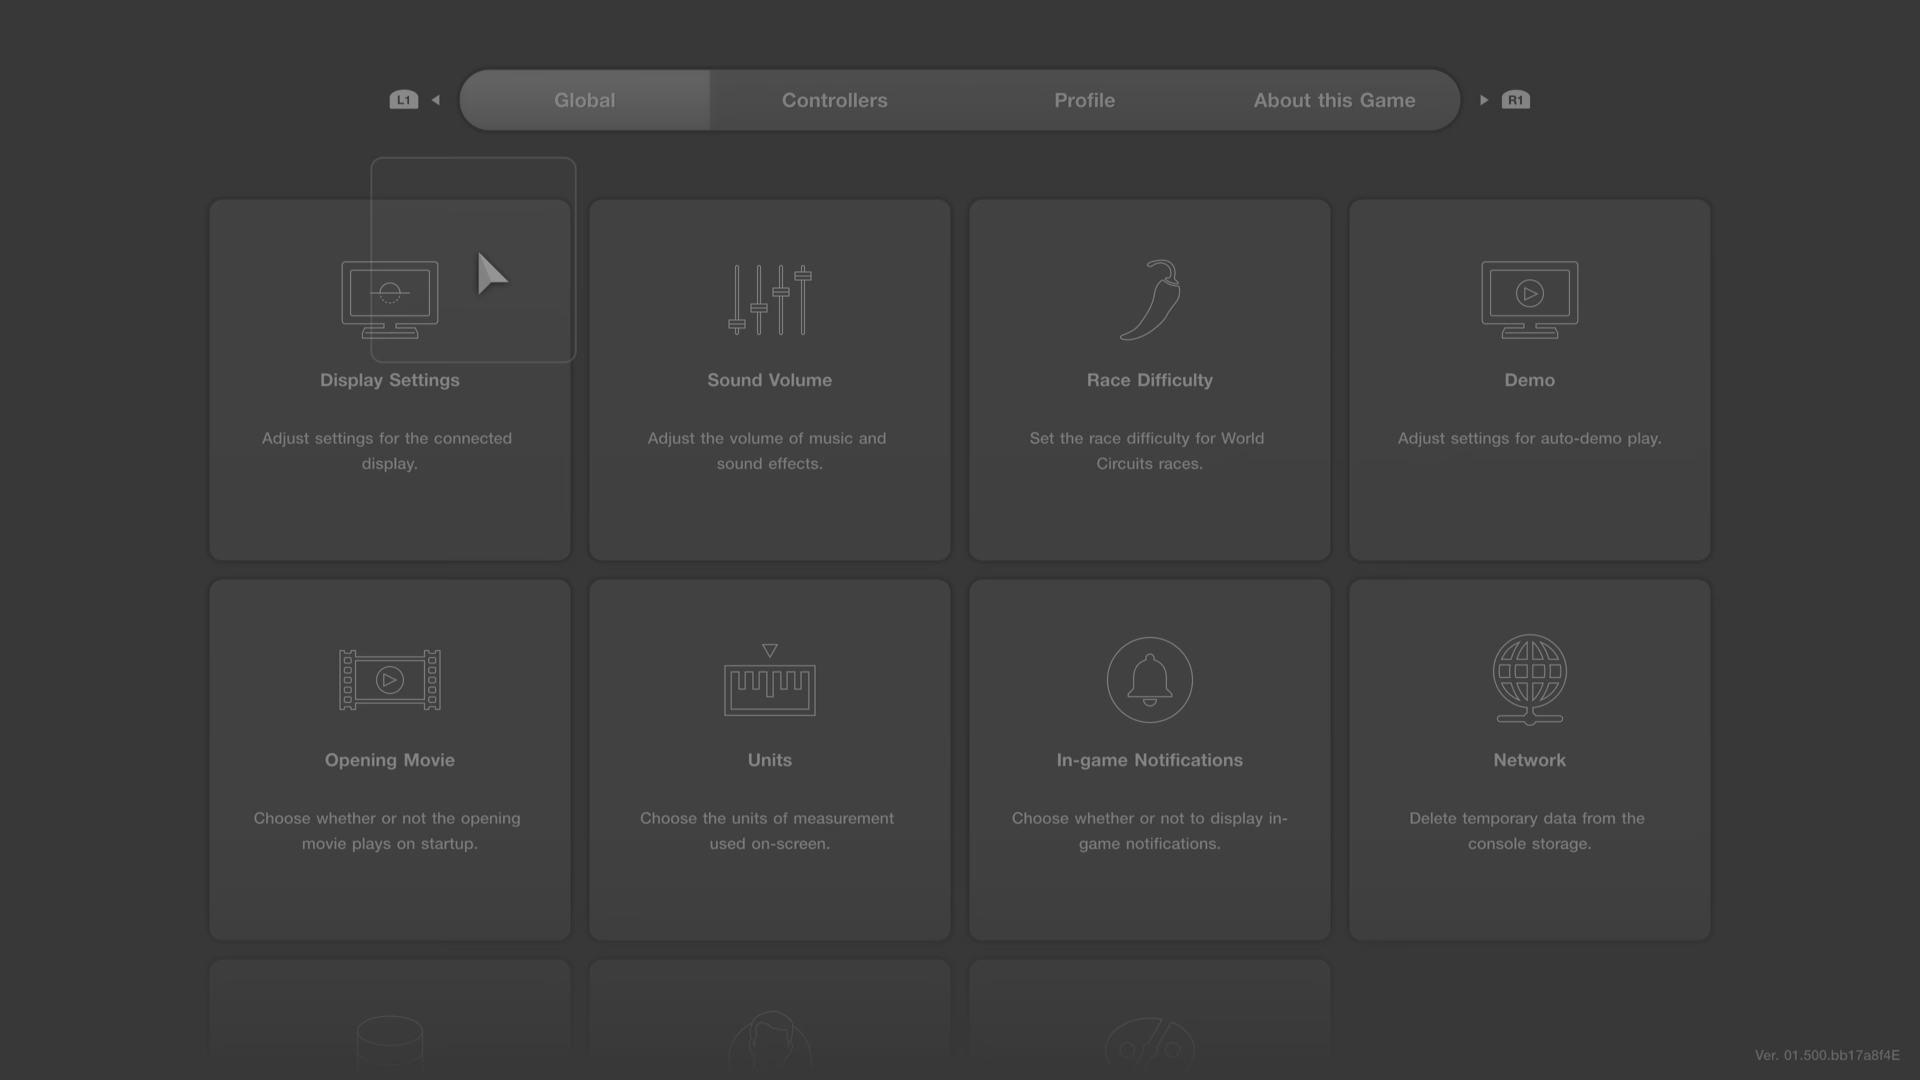 L1
Global
Controllers
Profile
About this Game
R1
Display Settings
Adjust settings for the connected
display.
Sound Volume
Adjust the volume of music and
sound effects.
Race Difficulty
Set the race difficulty for World
Circuits races.
Demo
Adjust settings for auto-demo play.
Opening Movie
Choose whether or not the opening
movie plays on startup.
Units
Choose the units of measurement
used on-screen.
In-game Notifications
Choose whether or not to display in-
game notifications.
Network
Delete temporary data from the
console storage.
Ver. 01.500.bb17a8f4E